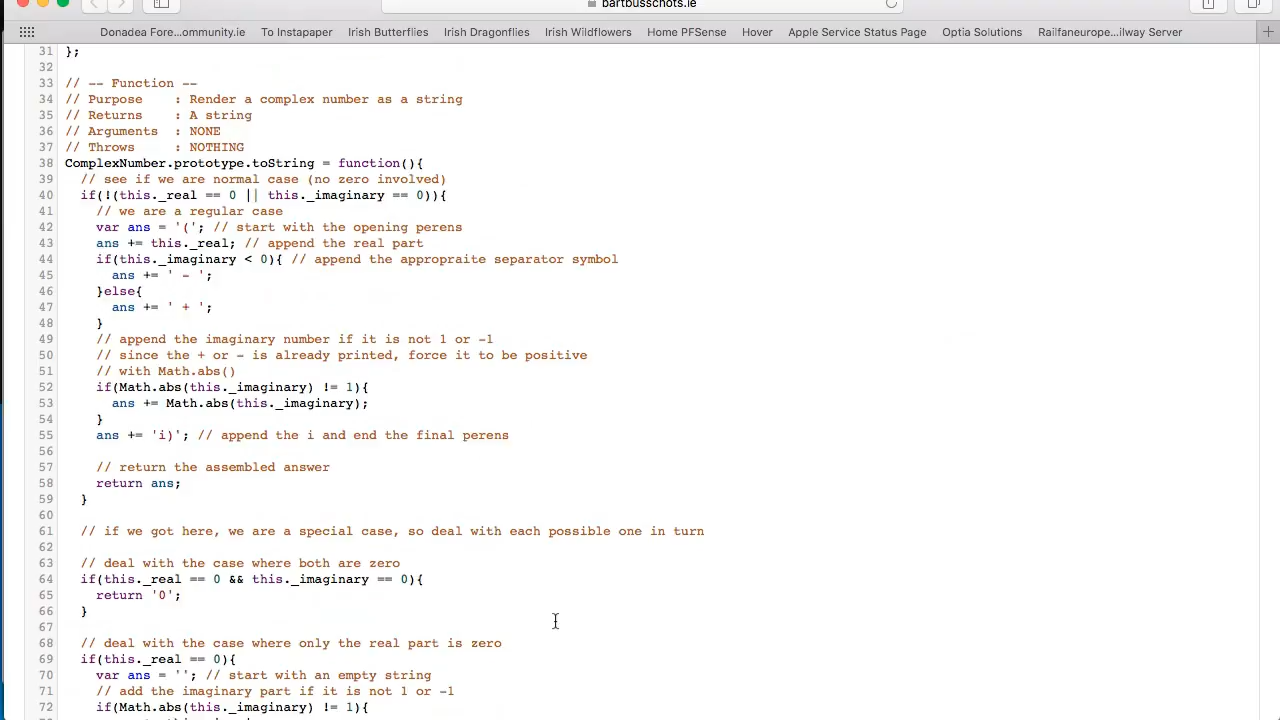 bartbusschots.ie
Donadea Fore...ommunity.ie To Instapaper Irish Butterflies Irish Dragonflies Irish Wildflowers Home PFSense Hover Apple Service Status Page Optia Solutions Railfaneurope...ilway Server
31 };
32
33 // -- Function --
34 // Purpose : Render a complex number as a string
35 // Returns : A string
36 // Arguments : NONE
37 // Throws : NOTHING
38 ComplexNumber.prototype.toString = function(){
39 // see if we are normal case (no zero involved)
40 if(!(this._real == 0 || this._imaginary == 0)){
41 // we are a regular case
42 var ans = '('; // start with the opening perens
43 ans += this._real; // append the real part
44 if(this._imaginary < 0){ // append the appropraite separator symbol
45 ans += ' - ';
46 }else{
47 ans += ' + ';
48 }
49 // append the imaginary number if it is not 1 or -1
50 // since the + or - is already printed, force it to be positive
51 // with Math.abs()
52 if(Math.abs(this._imaginary) != 1){
53 ans += Math.abs(this._imaginary);
54 }
55 ans += 'i)'; // append the i and end the final perens
56
57 // return the assembled answer
58 return ans;
59 }
60
61 // if we got here, we are a special case, so deal with each possible one in turn
62
63 // deal with the case where both are zero
64 if(this._real == 0 && this._imaginary == 0){
65 return '0';
66 }
67
68 // deal with the case where only the real part is zero
69 if(this._real == 0){
70 var ans = ''; // start with an empty string
71 // add the imaginary part if it is not 1 or -1
72 if(Math.abs(this._imaginary) != 1){